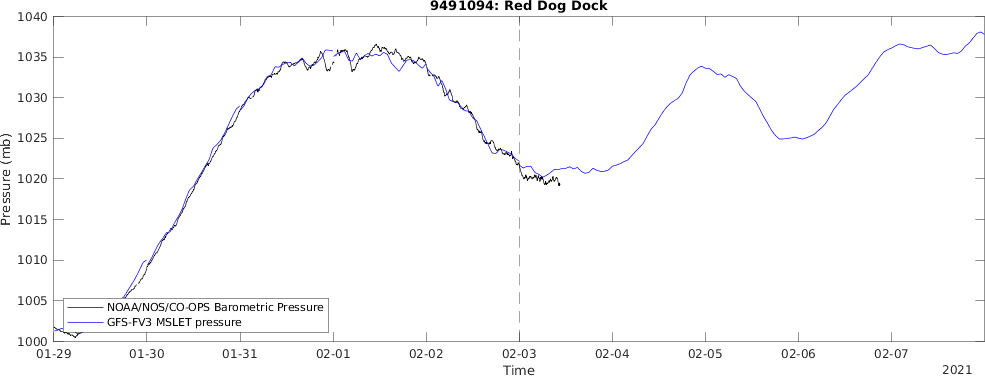 9491094: Red Dog Dock
Pressure (mb)
1040
1035
1030
1025
1020
1015
1010
1005
1000
NOAA/NOS/CO-OPS Barometric Pressure
GFS-FV3 MSLET pressure
01-29 01-30 01-31 02-01 02-02 02-03 02-04 02-05 02-06 02-07
Time
2021